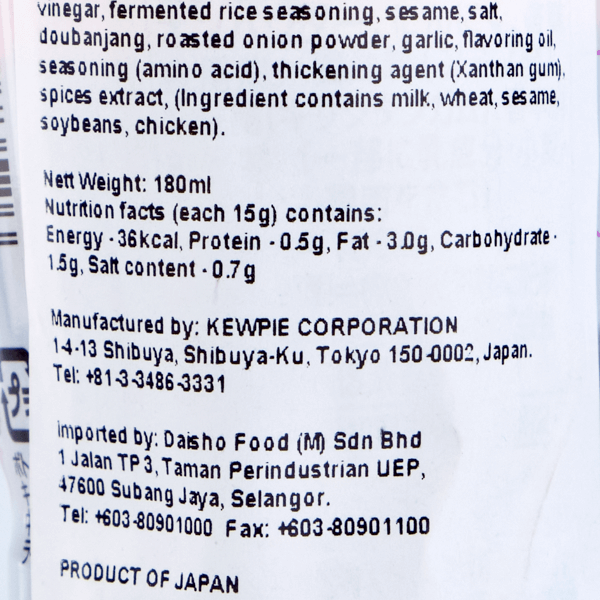 vinegar, fermented rice seasoning, sesame, salt,
doubanjang, roasted onion powder, garlic, flavoring oil,
seasoning (amino acid), thickening agent (Xanthan gum),
spices extract, (Ingredient contains milk, wheat, sesame,
soybeans, chicken).
Nett Weight: 180ml
Nutrition facts (each 15g) contains:
Energy - 36kcal, Protein - 0.5g, Fat - 3.0g, Carbohydrate -
1.5g, Salt content - 0.7g
Manufactured by: KEWPIE CORPORATION
1-4-13 Shibuya, Shibuya-Ku, Tokyo 150-0002, Japan.
Tel: +81-3-3486-3331
imported by: Daisho Food (M) Sdn Bhd
1 Jalan TP 3, Taman Perindustrian UEP,
47600 Subang Jaya, Selangor.
Tel: +603-80901000 Fax: +603-80901100
PRODUCT OF JAPAN